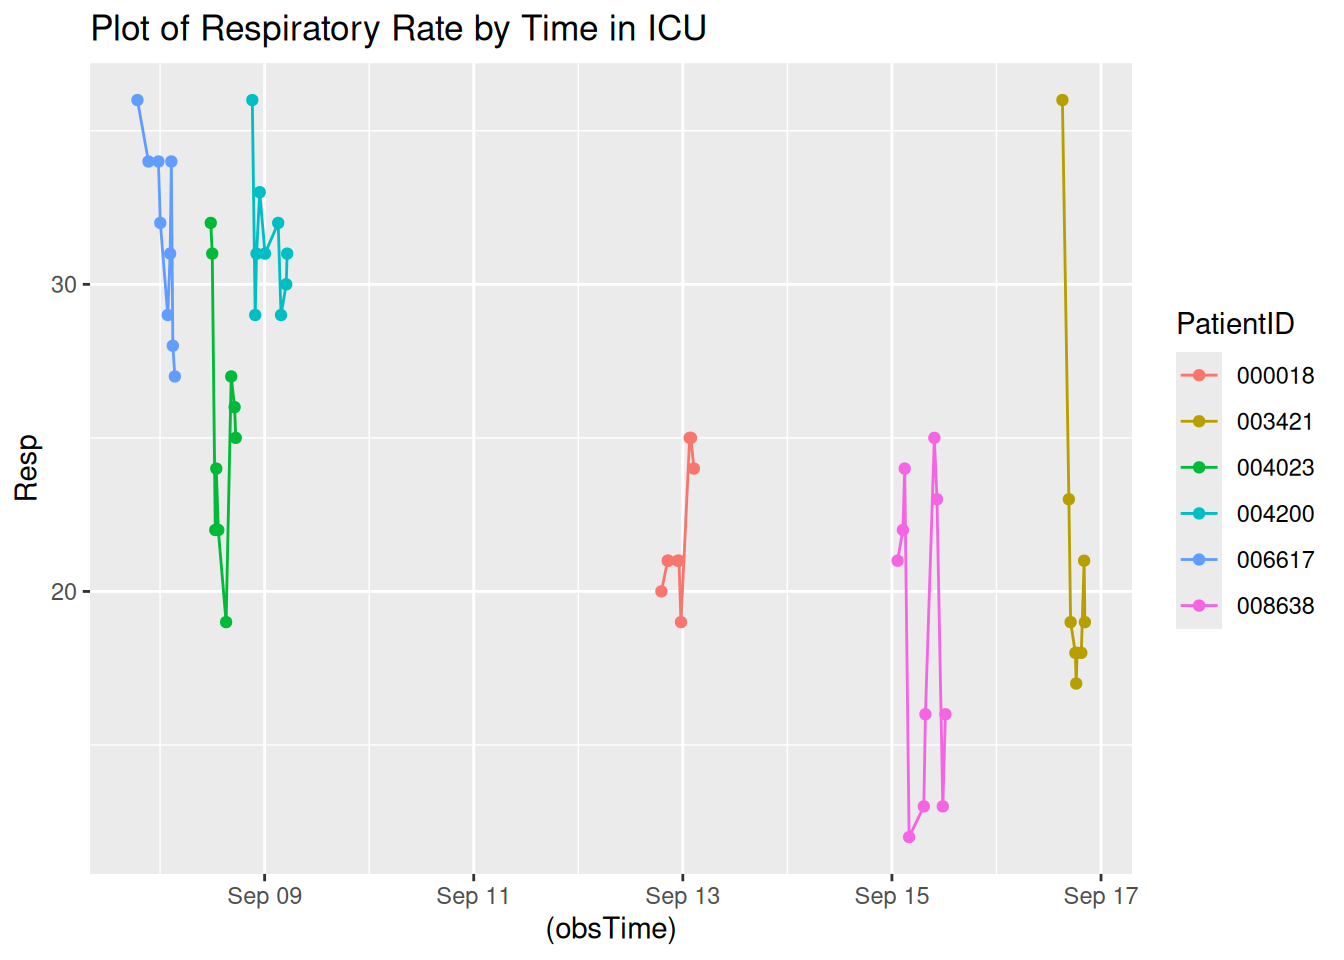 Plot of Respiratory Rate by Time in ICU
Resp
30
20
Sep 09
Sep 11
Sep 13
Sep 15
Sep 17
(obsTime)
PatientID
000018
003421
004023
004200
006617
008638